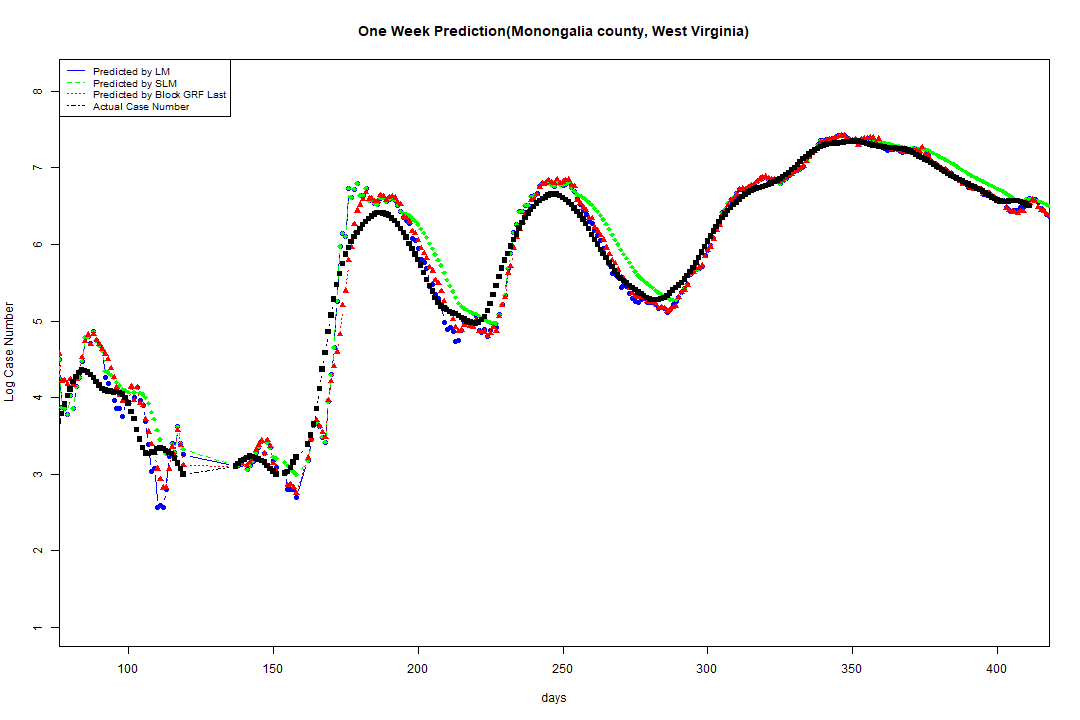 One Week Prediction(Monongalia county, West Virginia)
Predicted by LM
Predicted by SLM
Predicted by Block GRF Last
Actual Case Number
Log Case Number
8
7
6
5
4
3
2
1
100 150 200 250 300 350 400
days